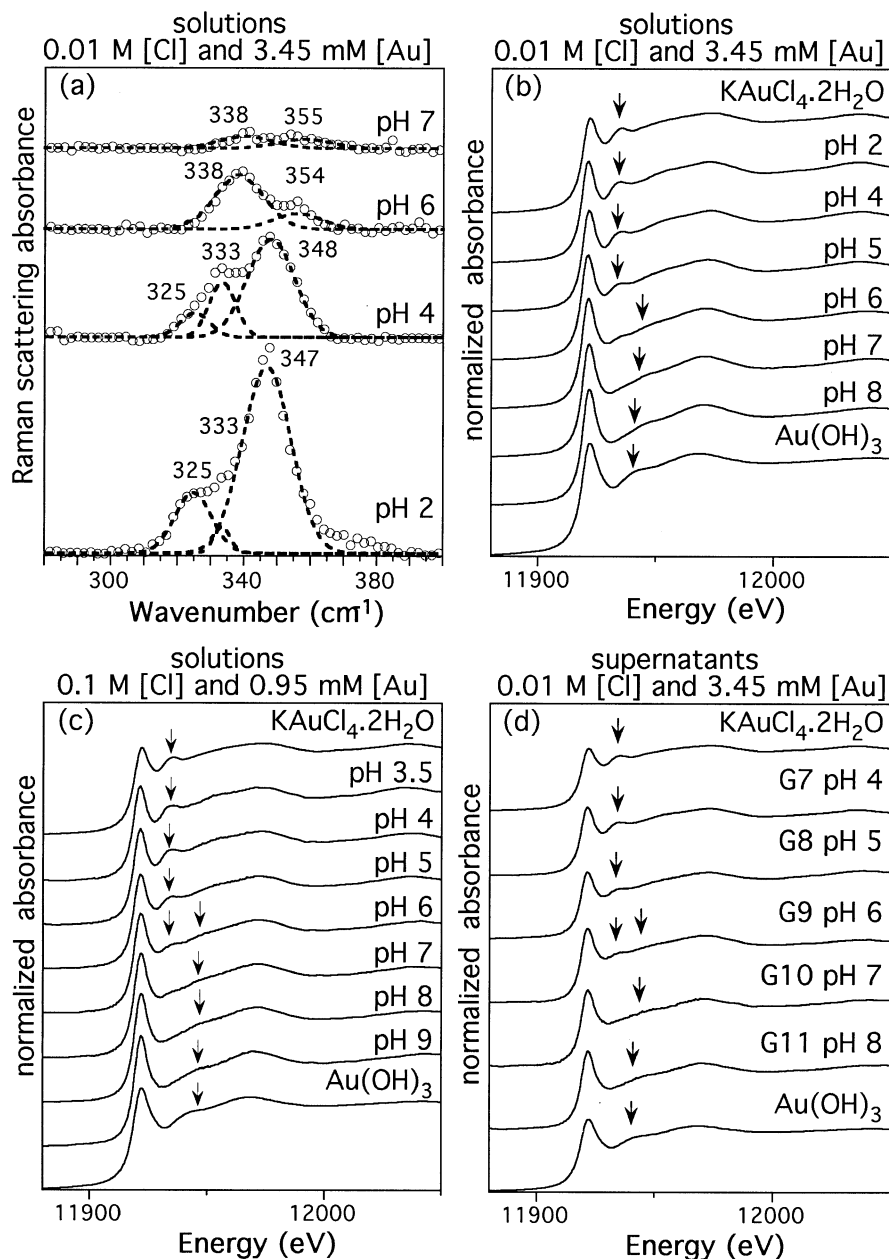 solutions
0.01 M [Cl] and 3.45 mM [Au]
(a)
338
355
pH 7
338
354
pH 6
325
333
348
pH 4
347
333
325
pH 2
300
340
380
Wavenumber (cm¹)
Raman scattering absorbance
solutions
0.01 M [Cl] and 3.45 mM [Au]
(b)
KAuCl₄.2H₂O
pH 2
pH 4
pH 5
pH 6
pH 7
pH 8
Au(OH)₃
11900
12000
Energy (eV)
normalized absorbance
solutions
0.1 M [Cl] and 0.95 mM [Au]
(c)
KAuCl₄.2H₂O
pH 3.5
pH 4
pH 5
pH 6
pH 7
pH 8
pH 9
Au(OH)₃
11900
12000
Energy (eV)
normalized absorbance
supernatants
0.01 M [Cl] and 3.45 mM [Au]
(d)
KAuCl₄.2H₂O
G7 pH 4
G8 pH 5
G9 pH 6
G10 pH 7
G11 pH 8
Au(OH)₃
11900
12000
Energy (eV)
normalized absorbance